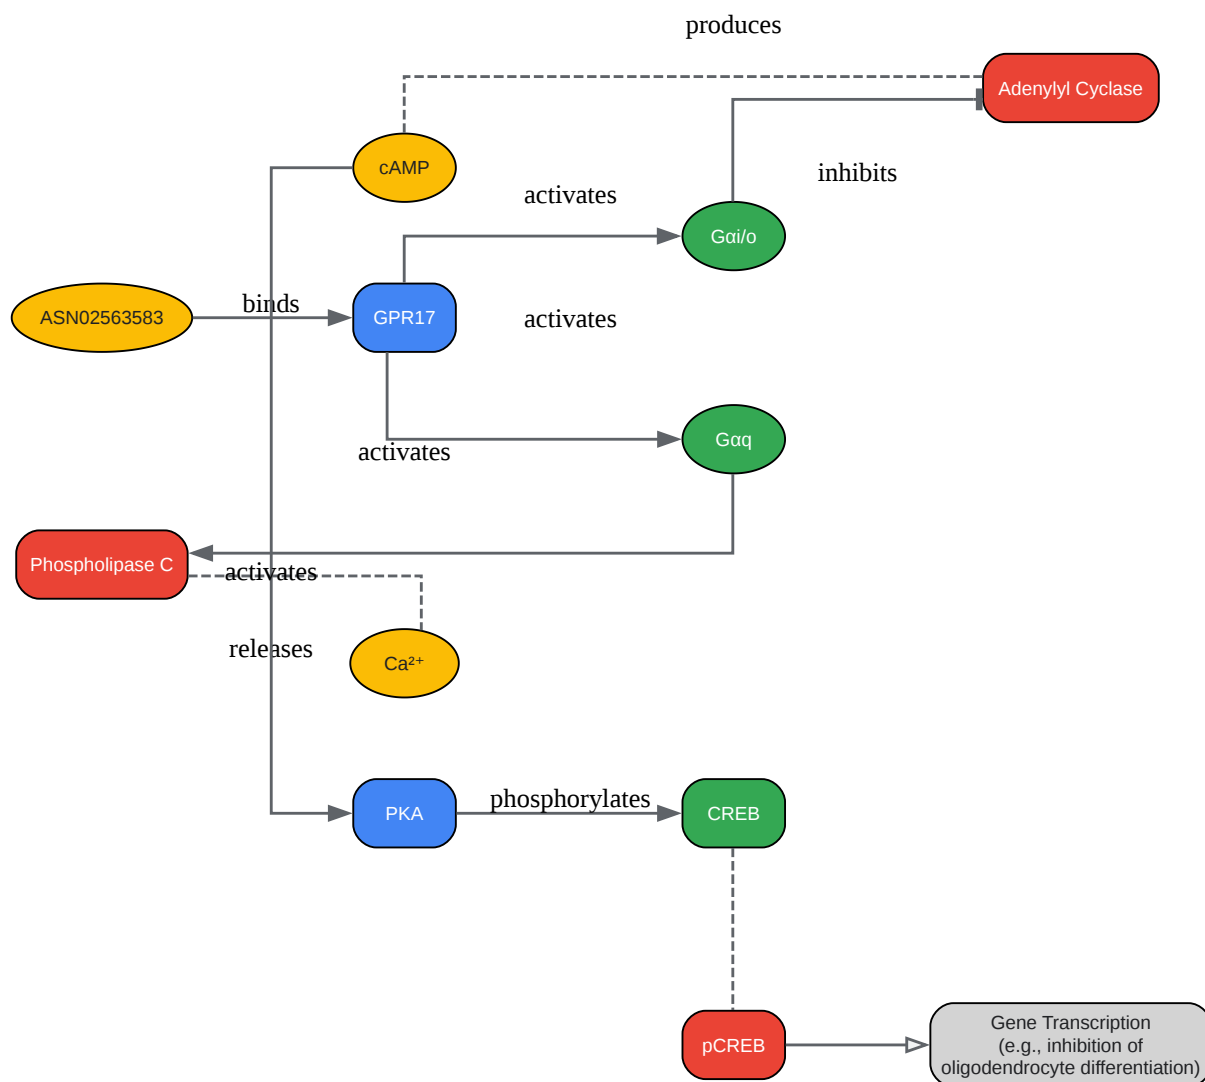 produces
Adenylyl Cyclase
cAMP
inhibits
activates
Gαi/o
ASN02563583
binds
GPR17
activates
Gαq
activates
Phospholipase C
activates
releases
Ca²⁺
PKA
phosphorylates
CREB
pCREB
Gene Transcription
(e.g., inhibition of
oligodendrocyte differentiation)